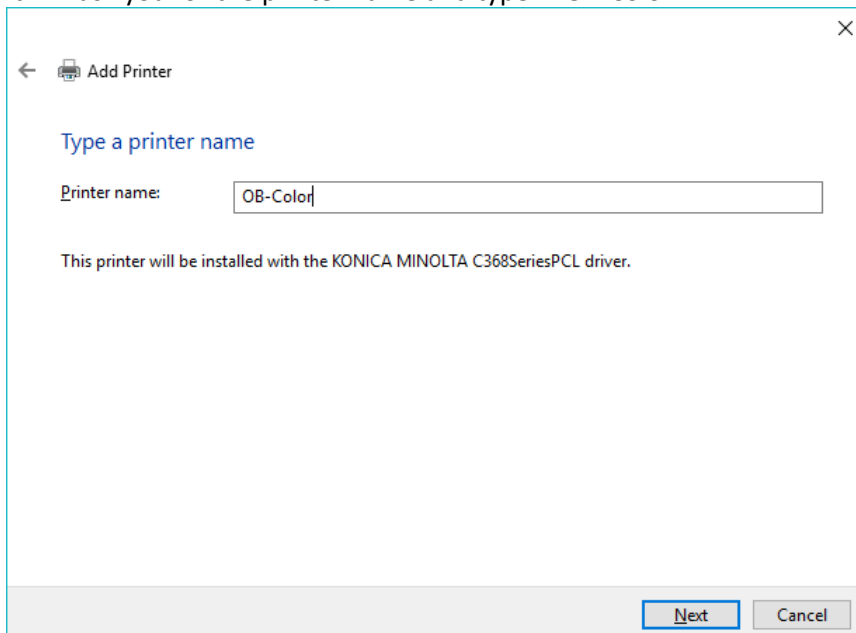 Add Printer
Type a printer name
Printer name:
OB-Color
This printer will be installed with the KONICA MINOLTA C368SeriesPCL driver.
Next
Cancel